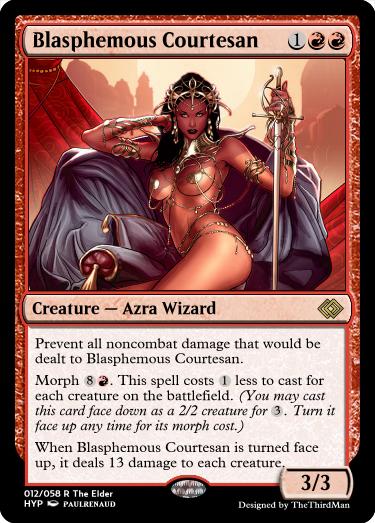 Blasphemous Courtesan 1
Creature — Azra Wizard
Prevent all noncombat damage that would be
dealt to Blasphemous Courtesan.
Morph 8 . This spell costs 1 less to cast for
each creature on the battlefield. (You may cast
this card face down as a 2/2 creature for 3 . Turn it
face up any time for its morph cost.)
When Blasphemous Courtesan is turned face
up, it deals 13 damage to each creature.
3/3
012/058 R The Elder
HYP PAULRENAUD
Designed by TheThirdMan